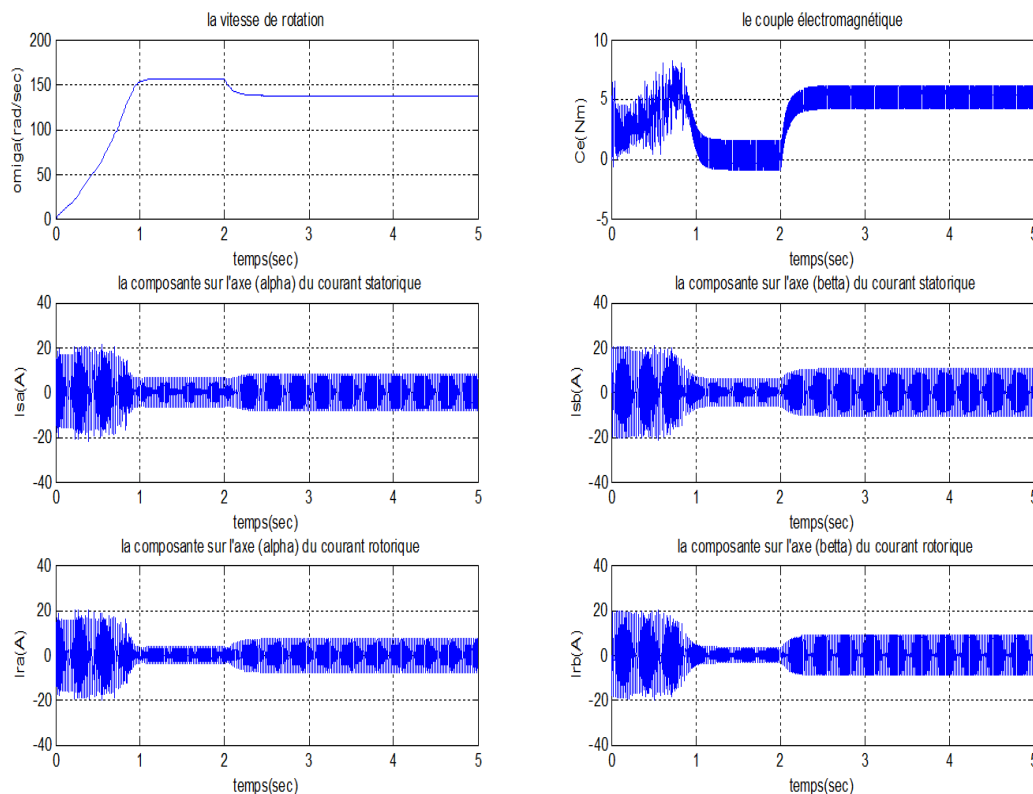 la vitesse de rotation
200
150
100
50
0
omiga(rad/sec)
0 1 2 3 4 5
temps(sec)
le couple électromagnétique
10
5
0
-5
Ce(Nm)
0 1 2 3 4 5
temps(sec)
la composante sur l'axe (alpha) du courant statorique
40
20
0
-20
-40
Isa(A)
0 1 2 3 4 5
temps(sec)
la composante sur l'axe (betta) du courant statorique
40
20
0
-20
-40
Isb(A)
0 1 2 3 4 5
temps(sec)
la composante sur l'axe (alpha) du courant rotorique
40
20
0
-20
-40
Ira(A)
0 1 2 3 4 5
temps(sec)
la composante sur l'axe (betta) du courant rotorique
40
20
0
-20
-40
Irb(A)
0 1 2 3 4 5
temps(sec)